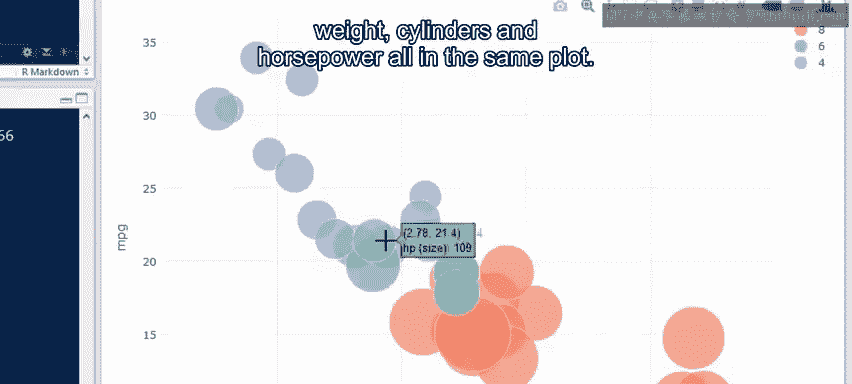 weight, cylinders and
horsepower all in the same plot.
8
6
4
35
R Markdown
30
66
25
(2.78, 21.4)
hp (size): 109
4
mpg
20
15